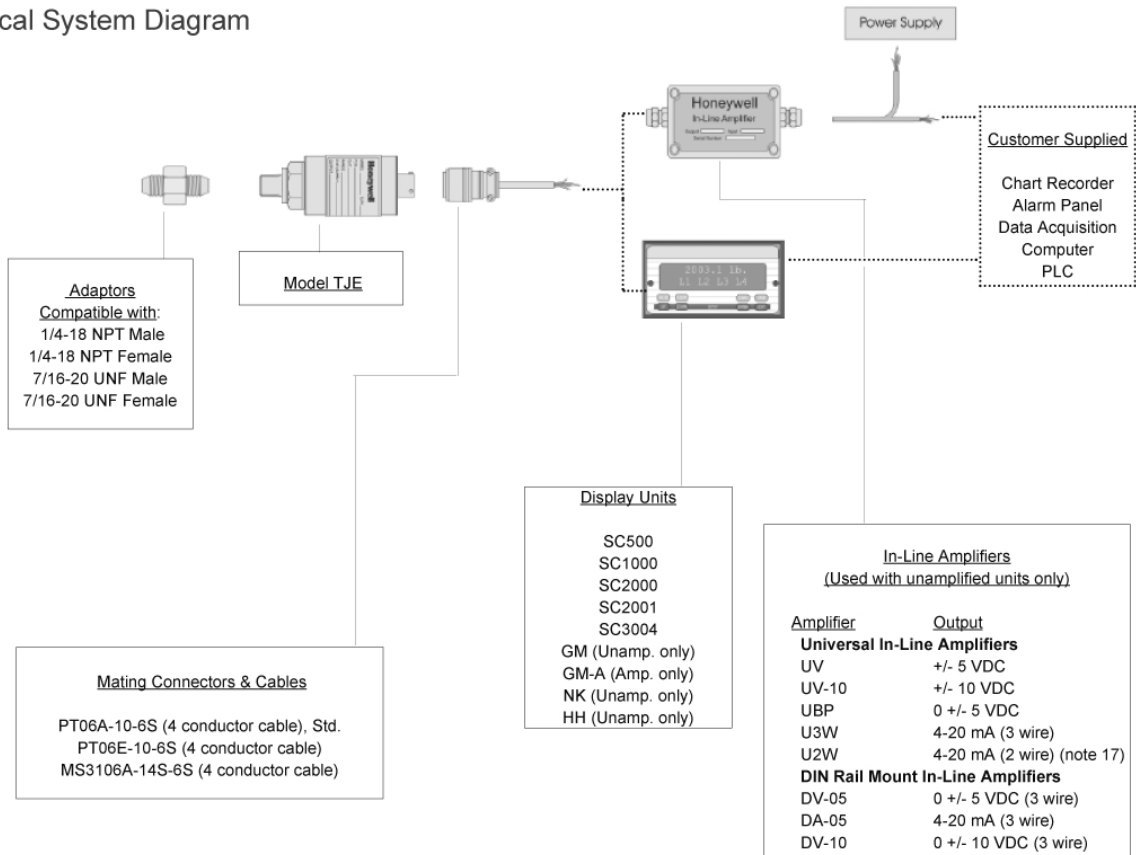 cal System Diagram
Power Supply
Honeywell
In-Line Amplifier
Output Input
Serial Number
Customer Supplied
Chart Recorder
Alarm Panel
Data Acquisition
Computer
PLC
Honeywell
2003.1 lb.
L1 L2 L3 L4
Model TJE
Adaptors
Compatible with:
1/4-18 NPT Male
1/4-18 NPT Female
7/16-20 UNF Male
7/16-20 UNF Female
Display Units
SC500
SC1000
SC2000
SC2001
SC3004
GM (Unamp. only)
GM-A (Amp. only)
NK (Unamp. only)
HH (Unamp. only)
Mating Connectors & Cables
PT06A-10-6S (4 conductor cable), Std.
PT06E-10-6S (4 conductor cable)
MS3106A-14S-6S (4 conductor cable)
In-Line Amplifiers
(Used with unamplified units only)
Amplifier Output
Universal In-Line Amplifiers
UV +/- 5 VDC
UV-10 +/- 10 VDC
UBP 0 +/- 5 VDC
U3W 4-20 mA (3 wire)
U2W 4-20 mA (2 wire) (note 17)
DIN Rail Mount In-Line Amplifiers
DV-05 0 +/- 5 VDC (3 wire)
DA-05 4-20 mA (3 wire)
DV-10 0 +/- 10 VDC (3 wire)